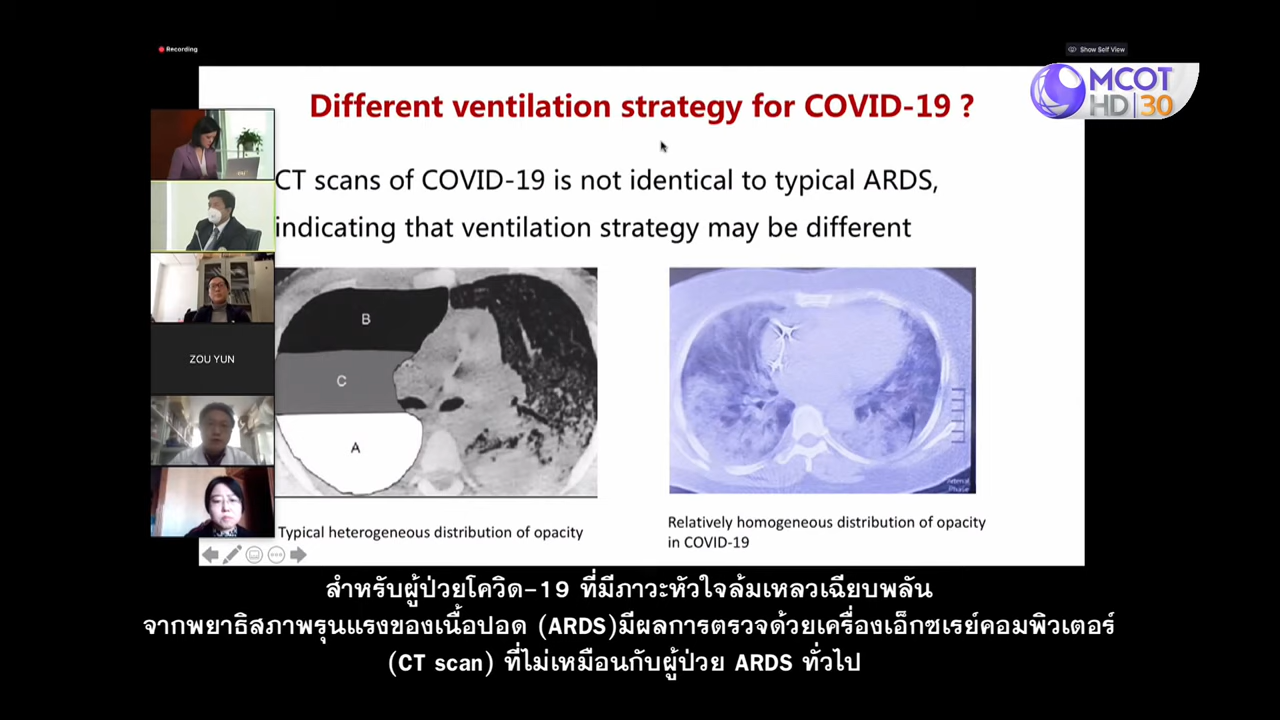 Recording
Show Self View
MCOT
HD 30
Different ventilation strategy for COVID-19 ?
CT scans of COVID-19 is not identical to typical ARDS,
indicating that ventilation strategy may be different
B
C
A
ZOU YUN
Arterial
Phase
Typical heterogeneous distribution of opacity
Relatively homogeneous distribution of opacity
in COVID-19
สำหรับผู้ป่วยโควิด-19 ที่มีภาวะหัวใจล้มเหลวเฉียบพลัน
จากพยาธิสภาพรุนแรงของเนื้อปอด (ARDS)มีผลการตรวจด้วยเครื่องเอ็กซเรย์คอมพิวเตอร์
(CT scan) ที่ไม่เหมือนกับผู้ป่วย ARDS ทั่วไป